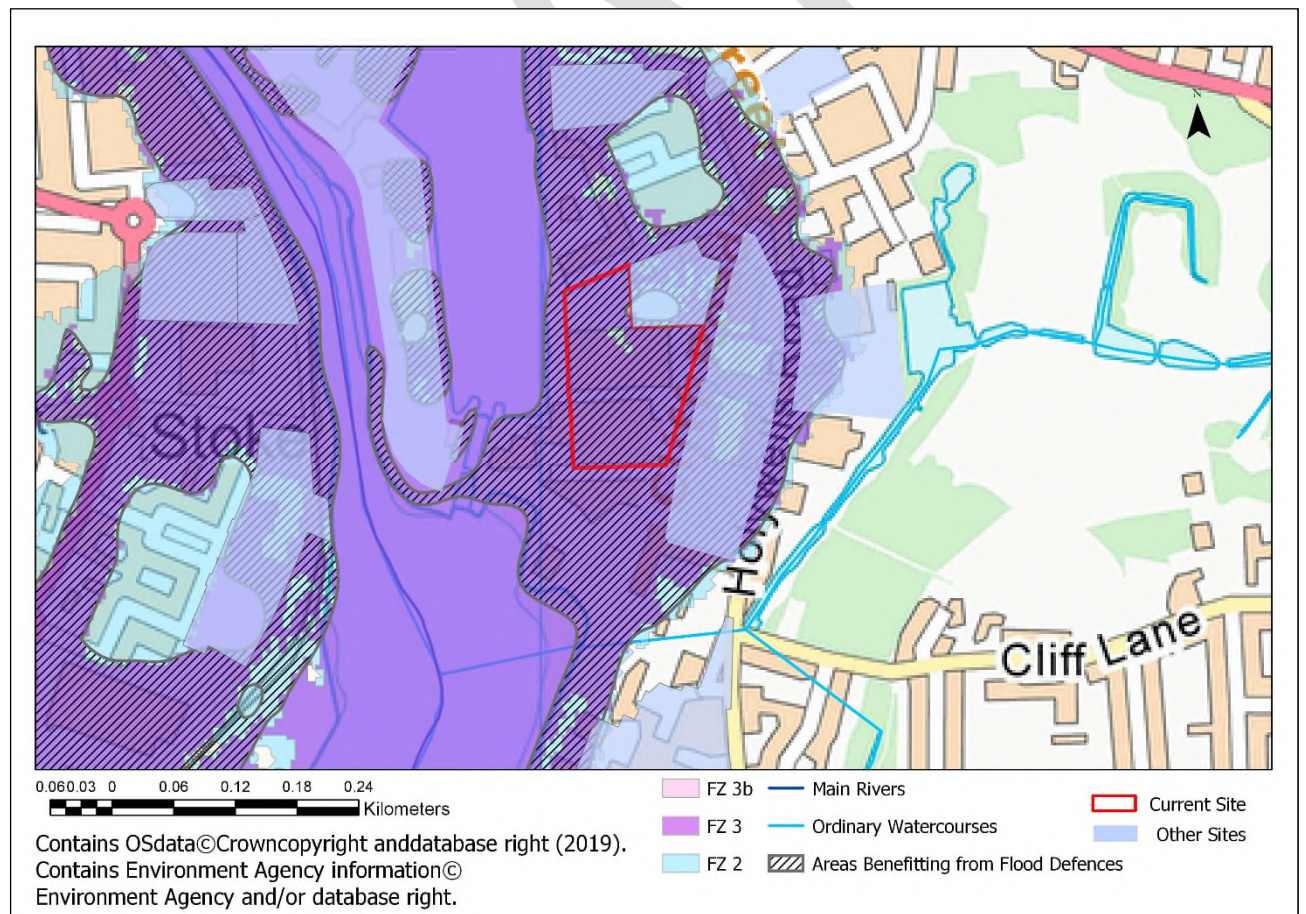 N
Stoke
Cliff Lane
0.06 0.03 0 0.06 0.12 0.18 0.24
Kilometers
Contains OSdata©Crowncopyright anddatabase right (2019).
Contains Environment Agency information©
Environment Agency and/or database right.
FZ 3b
FZ 3
FZ 2
Main Rivers
Ordinary Watercourses
Areas Benefitting from Flood Defences
Current Site
Other Sites